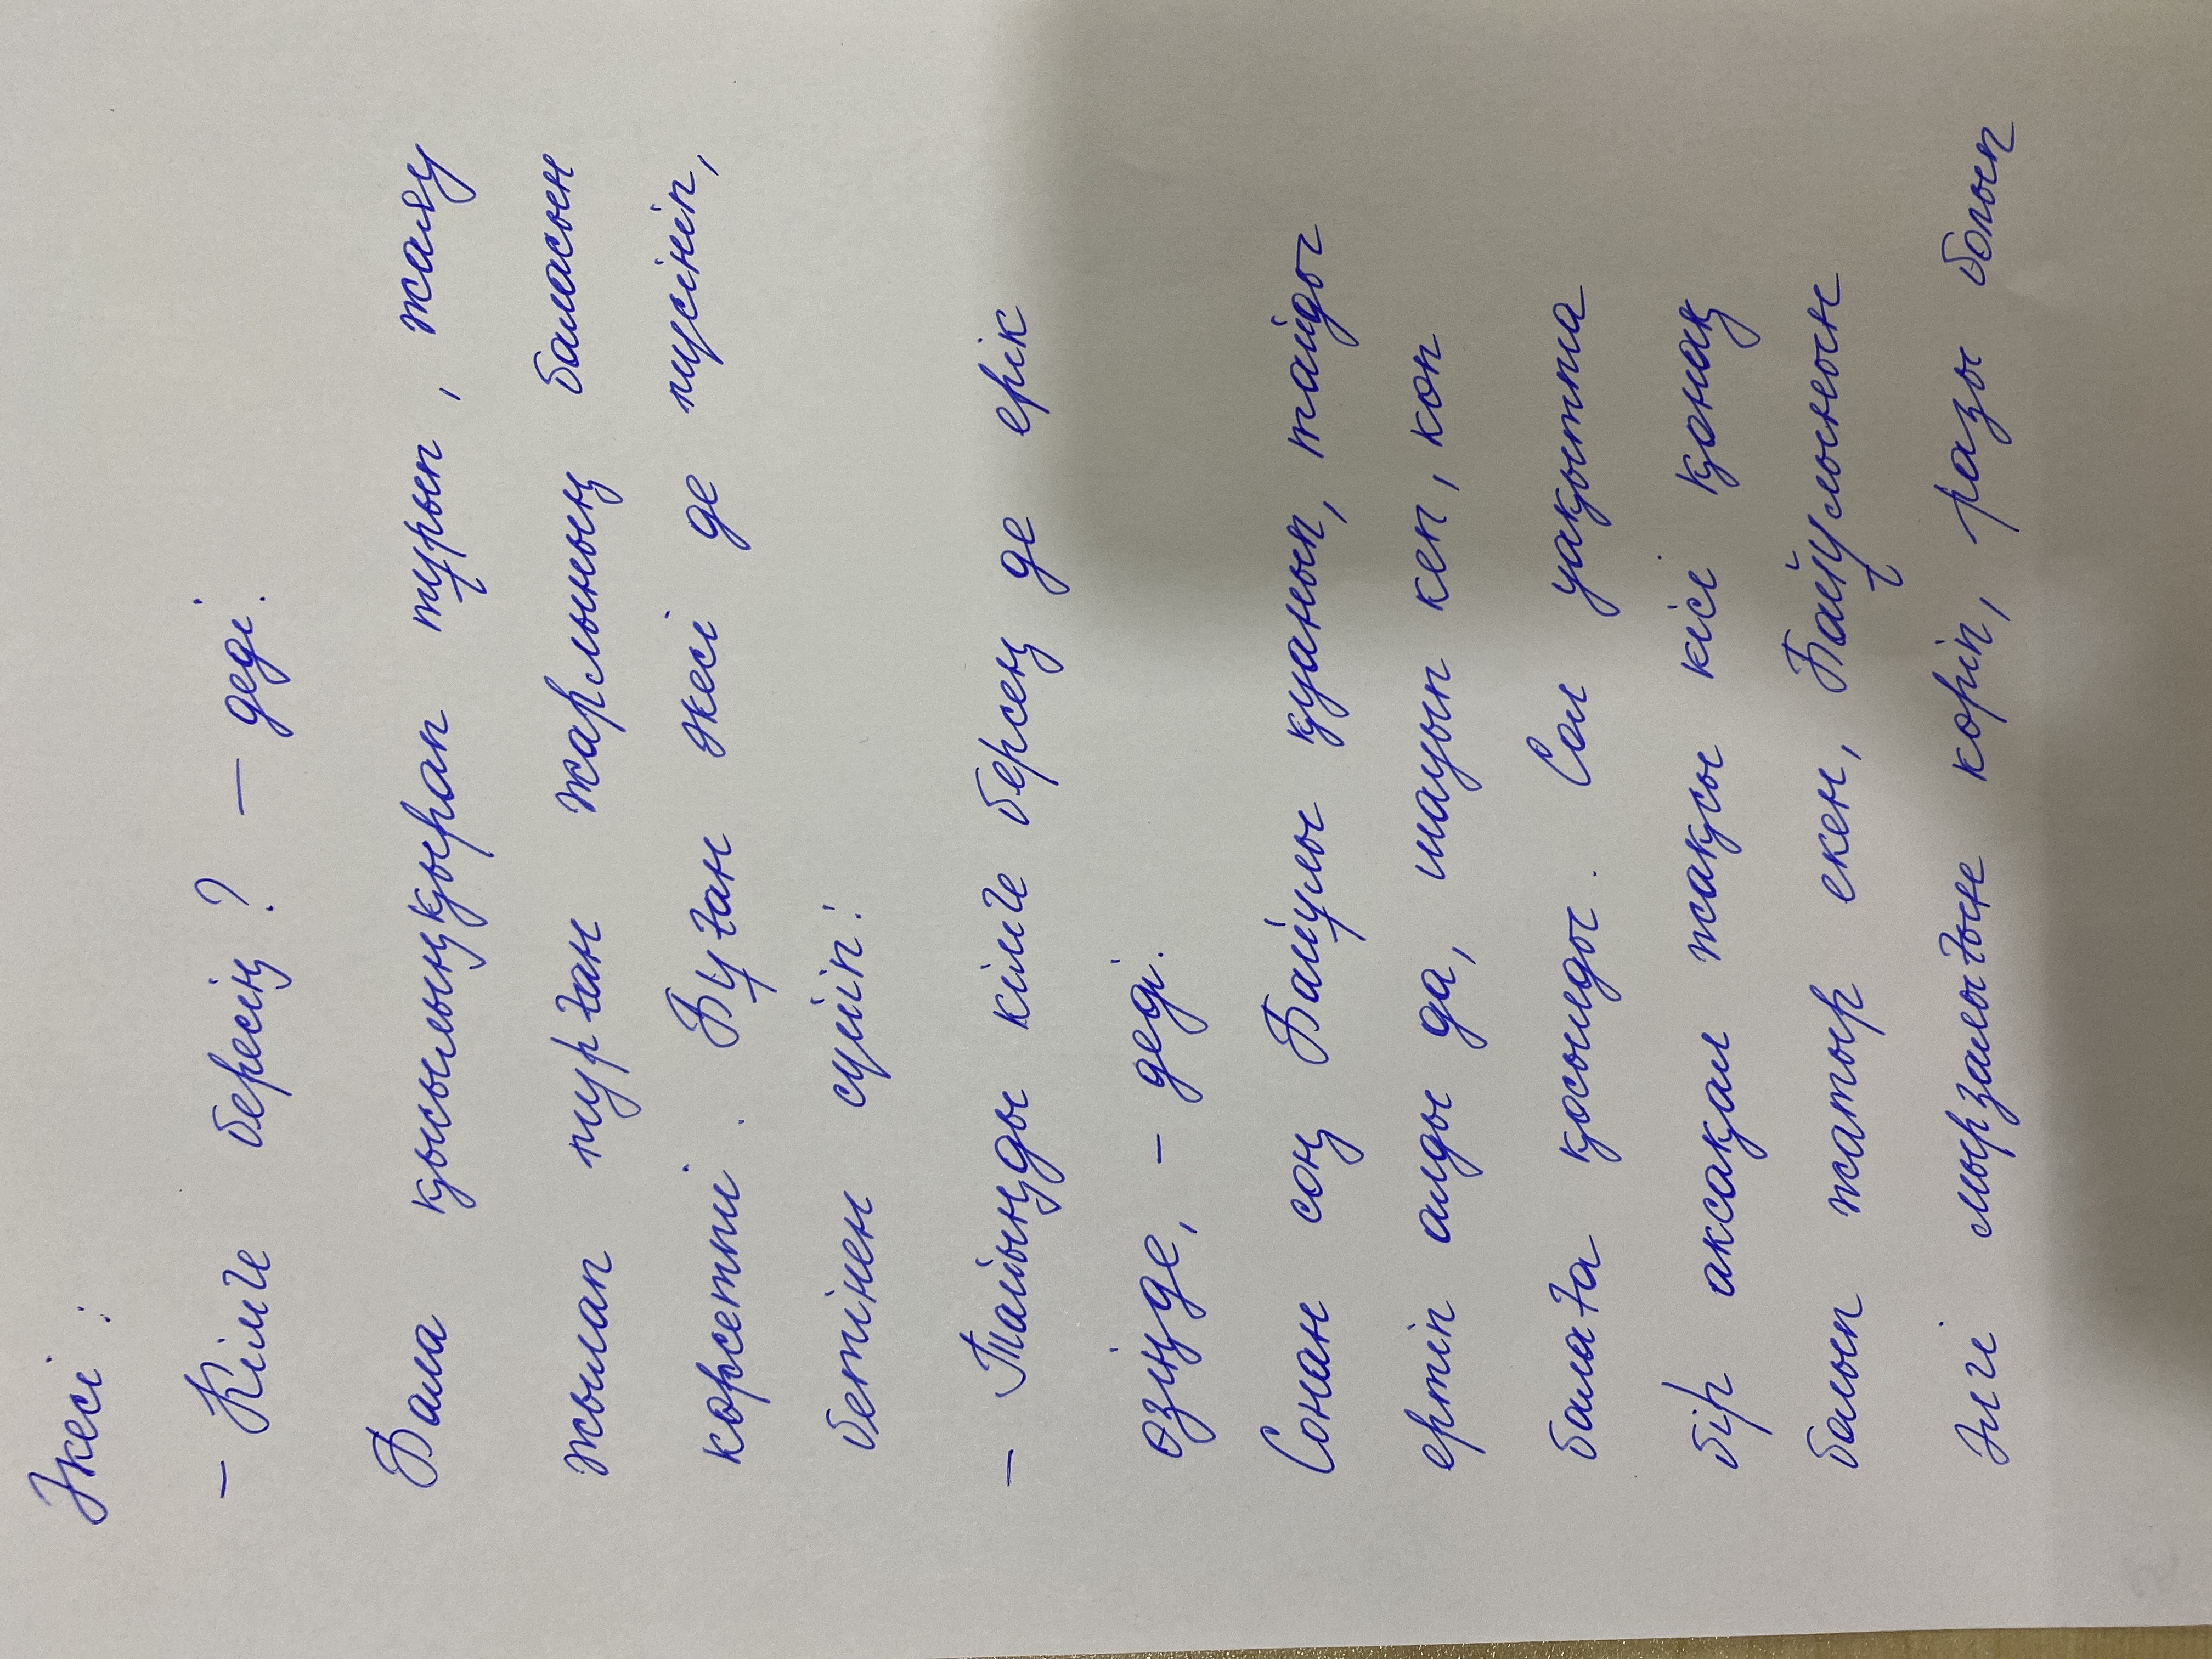 Әкесі :
– Кімге бересің ? – деді.
Бала қысылыңқырап тұрып , жаяу
жылап тұрған жарлының баласын
көрсетті . Бұған әкесі де түсініп,
бетінен сүйіп:
– Тайыңды кімге берсең де ерік
өзіңде, – деді.
Сонан соң Байұлы қуанып, тайды
ертіп алды да, шауып кеп, көп
балаға қосылды . Сол уақытта
бір ақсақал жақсы кісі қонақ
болып жатыр екен, Байұлынын
әлгі мырзалығын көріп, разы болып